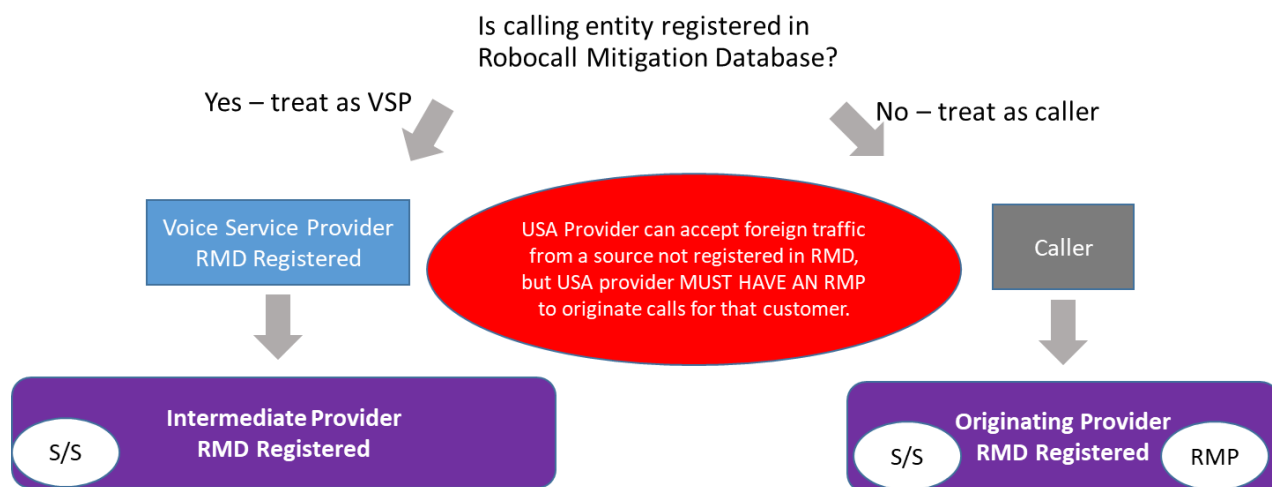 Is calling entity registered in
Robocall Mitigation Database?
Yes – treat as VSP
No – treat as caller
Voice Service Provider
RMD Registered
USA Provider can accept foreign traffic
from a source not registered in RMD,
but USA provider MUST HAVE AN RMP
to originate calls for that customer.
Caller
Intermediate Provider
RMD Registered
S/S
Originating Provider
RMD Registered
S/S
RMP